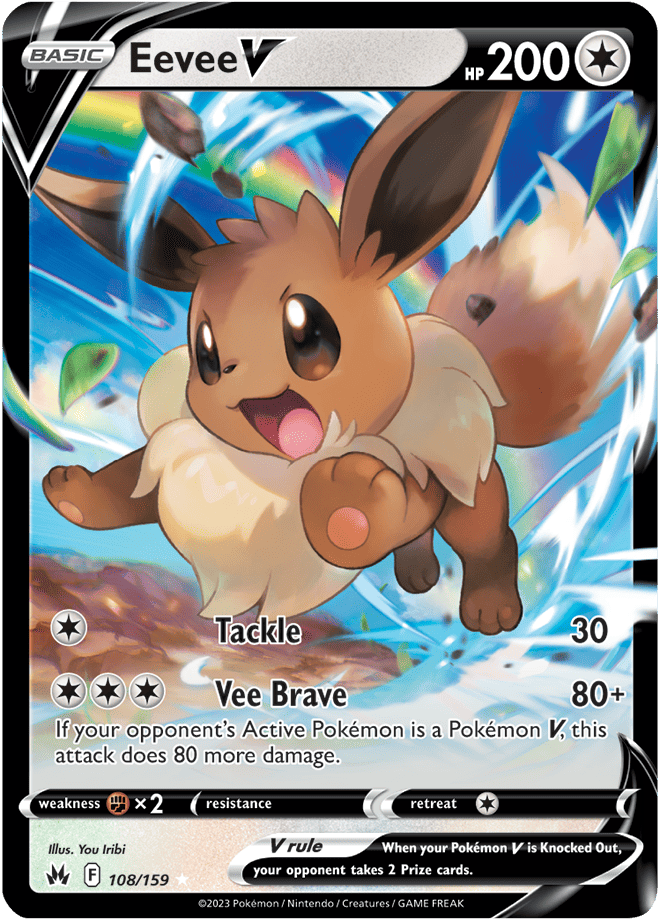 BASIC Eevee V HP 200
Tackle 30
Vee Brave 80+
If your opponent's Active Pokémon is a Pokémon V, this
attack does 80 more damage.
weakness ×2 resistance retreat
Illus. You Iribi
V rule When your Pokémon V is Knocked Out,
your opponent takes 2 Prize cards.
F 108/159
©2023 Pokémon / Nintendo / Creatures / GAME FREAK